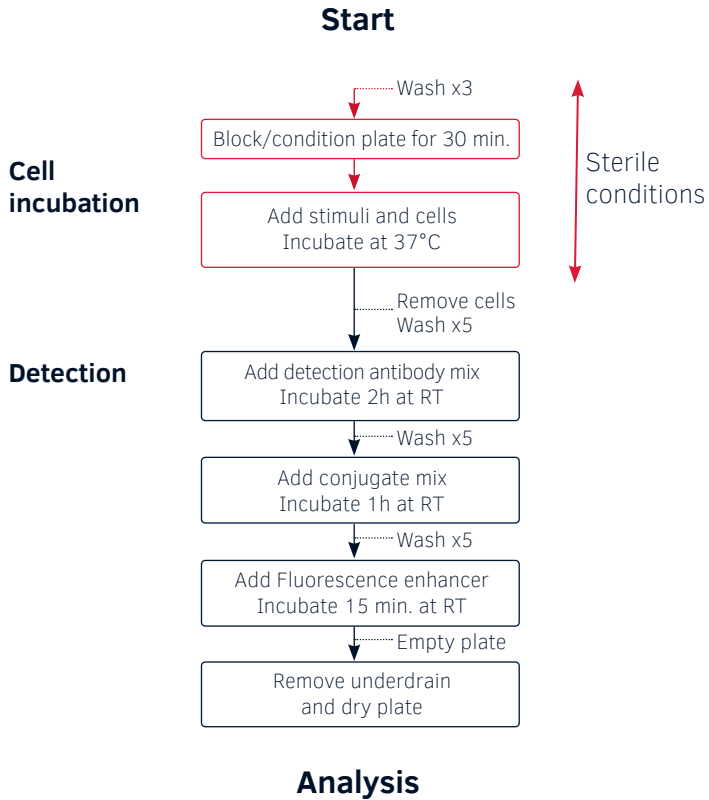 Start
Wash x3
Block/condition plate for 30 min.
Cell
incubation
Sterile
conditions
Add stimuli and cells
Incubate at 37°C
Remove cells
Wash x5
Detection
Add detection antibody mix
Incubate 2h at RT
Wash x5
Add conjugate mix
Incubate 1h at RT
Wash x5
Add Fluorescence enhancer
Incubate 15 min. at RT
Empty plate
Remove underdrain
and dry plate
Analysis